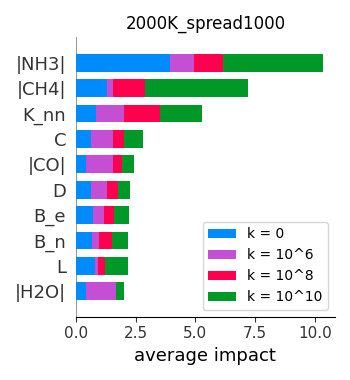 2000K_spread1000
|NH3|
|CH4|
K_nn
C
|CO|
D
B_e
B_n
L
|H2O|
k = 0
k = 10^6
k = 10^8
k = 10^10
0.0 2.5 5.0 7.5 10.0
average impact